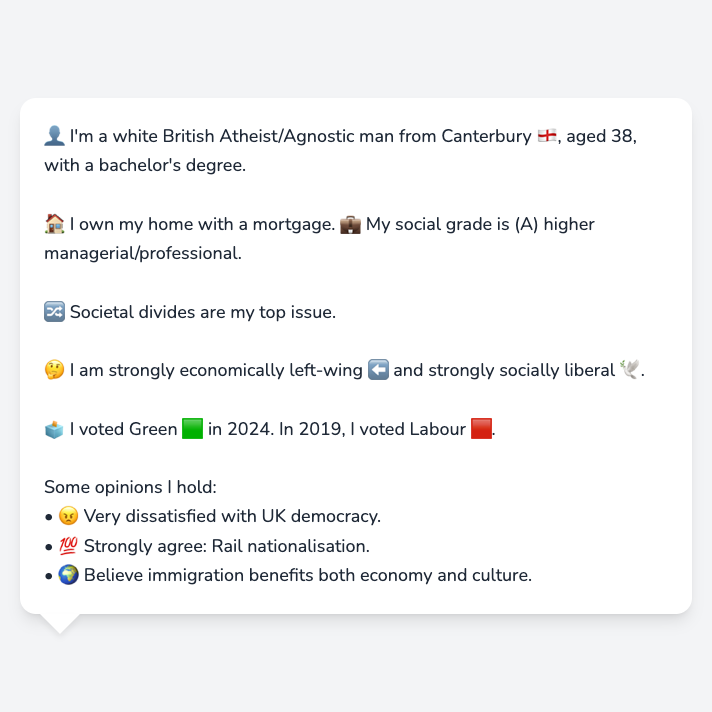 👤 I'm a white British Atheist/Agnostic man from Canterbury 🏴󠁧󠁢󠁥󠁮󠁧󠁿, aged 38,
with a bachelor's degree.
🏠 I own my home with a mortgage. 💼 My social grade is (A) higher
managerial/professional.
🔀 Societal divides are my top issue.
🤔 I am strongly economically left-wing ⬅️ and strongly socially liberal 🕊️.
🗳️ I voted Green 🟩 in 2024. In 2019, I voted Labour 🟥.
Some opinions I hold:
• 😠 Very dissatisfied with UK democracy.
• 💯 Strongly agree: Rail nationalisation.
• 🌍 Believe immigration benefits both economy and culture.